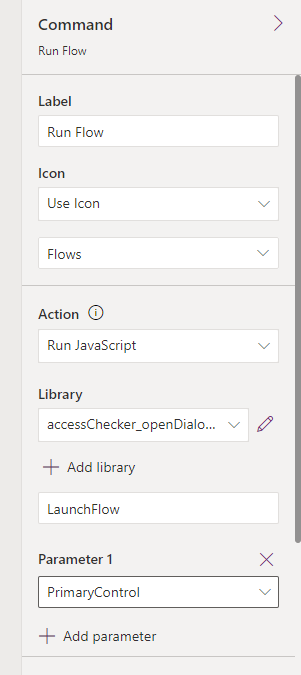 Command
Run Flow
Label
Run Flow
Icon
Use Icon
Flows
Action
Run JavaScript
Library
accessChecker_openDialo...
Add library
LaunchFlow
Parameter 1
PrimaryControl
Add parameter